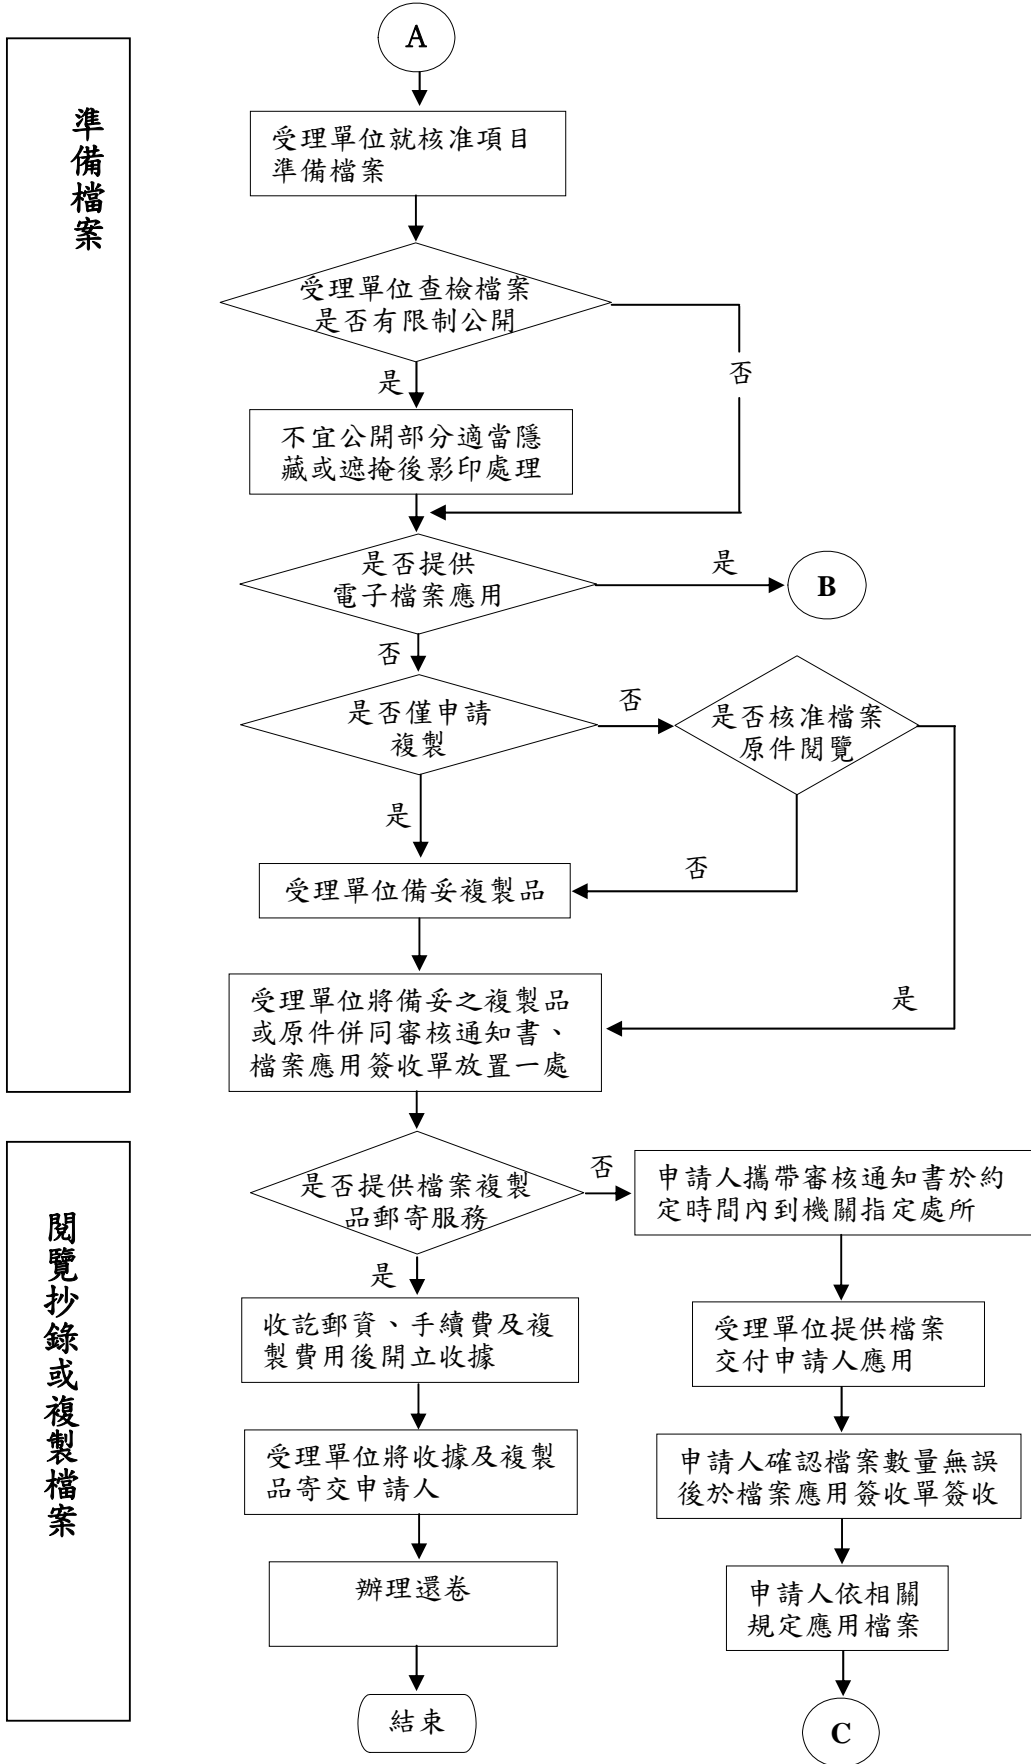 準備檔案
A
受理單位就核准項目
準備檔案
受理單位查檢檔案
是否有限制公開
是
否
不宜公開部分適當隱
藏或遮掩後影印處理
是否提供
電子檔案應用
是
B
否
是否僅申請
複製
否
是否核准檔案
原件閱覽
是
否
受理單位備妥複製品
是
受理單位將備妥之複製品
或原件併同審核通知書、
檔案應用簽收單放置一處
閱覽抄錄或複製檔案
是否提供檔案複製
品郵寄服務
否
申請人攜帶審核通知書於約
定時間內到機關指定處所
是
收訖郵資、手續費及複
製費用後開立收據
受理單位提供檔案
交付申請人應用
受理單位將收據及複製
品寄交申請人
申請人確認檔案數量無誤
後於檔案應用簽收單簽收
辦理還卷
申請人依相關
規定應用檔案
結束
C